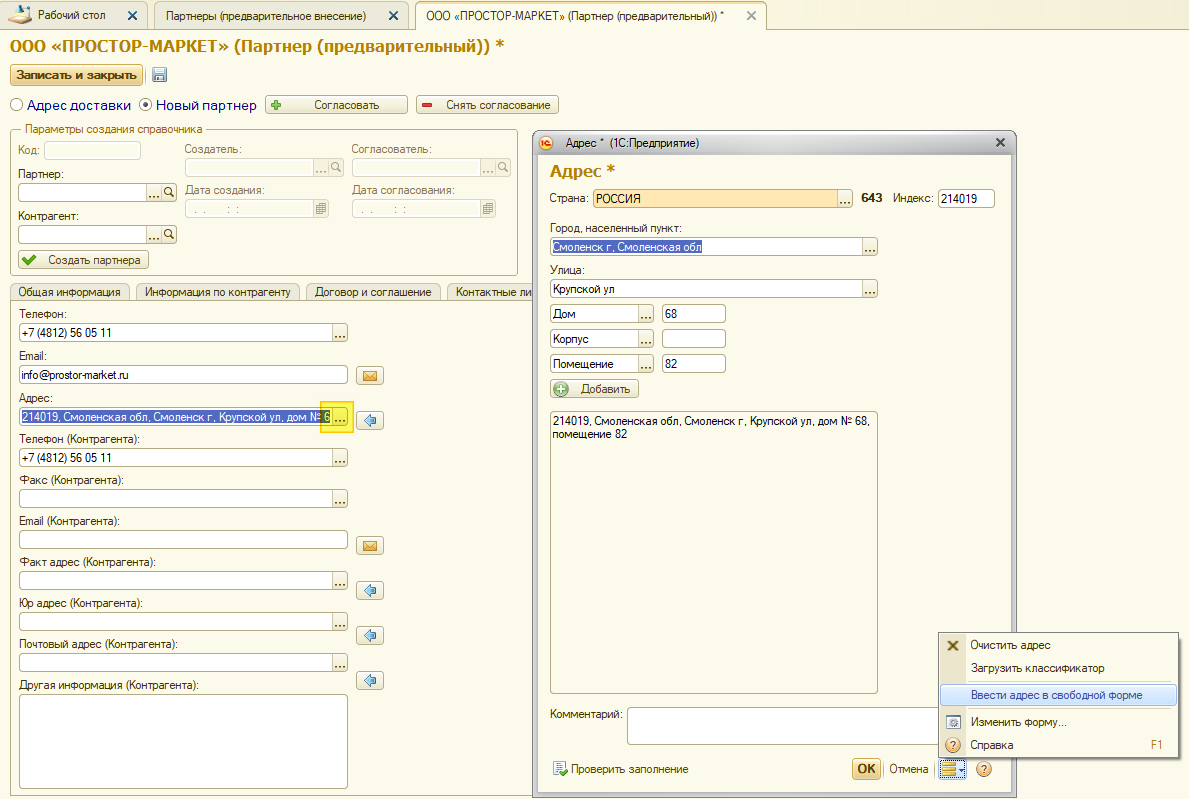 Рабочий стол
Партнеры (предварительное внесение)
ООО «ПРОСТОР-МАРКЕТ» (Партнер (предварительный)) *
ООО «ПРОСТОР-МАРКЕТ» (Партнер (предварительный)) *
Записать и закрыть
Адрес доставки Новый партнер Согласовать Снять согласование
Параметры создания справочника
Код: Создатель: Согласователь:
Партнер: Дата создания: Дата согласования:
Контрагент:
Создать партнера
Общая информация Информация по контрагенту Договор и соглашение Контактные ли
Телефон:
+7 (4812) 56 05 11
Email:
info@prostor-market.ru
Адрес:
214019, Смоленская обл, Смоленск г, Крупской ул, дом № 6
Телефон (Контрагента):
+7 (4812) 56 05 11
Факс (Контрагента):
Email (Контрагента):
Факт адрес (Контрагента):
Юр адрес (Контрагента):
Почтовый адрес (Контрагента):
Другая информация (Контрагента):
Адрес * (1С:Предприятие)
Адрес *
Страна: РОССИЯ 643 Индекс: 214019
Город, населенный пункт:
Смоленск г, Смоленская обл
Улица:
Крупской ул
Дом 68
Корпус
Помещение 82
Добавить
214019, Смоленская обл, Смоленск г, Крупской ул, дом № 68,
помещение 82
Комментарий:
Проверить заполнение OK Отмена
Очистить адрес
Загрузить классификатор
Ввести адрес в свободной форме
Изменить форму...
Справка F1